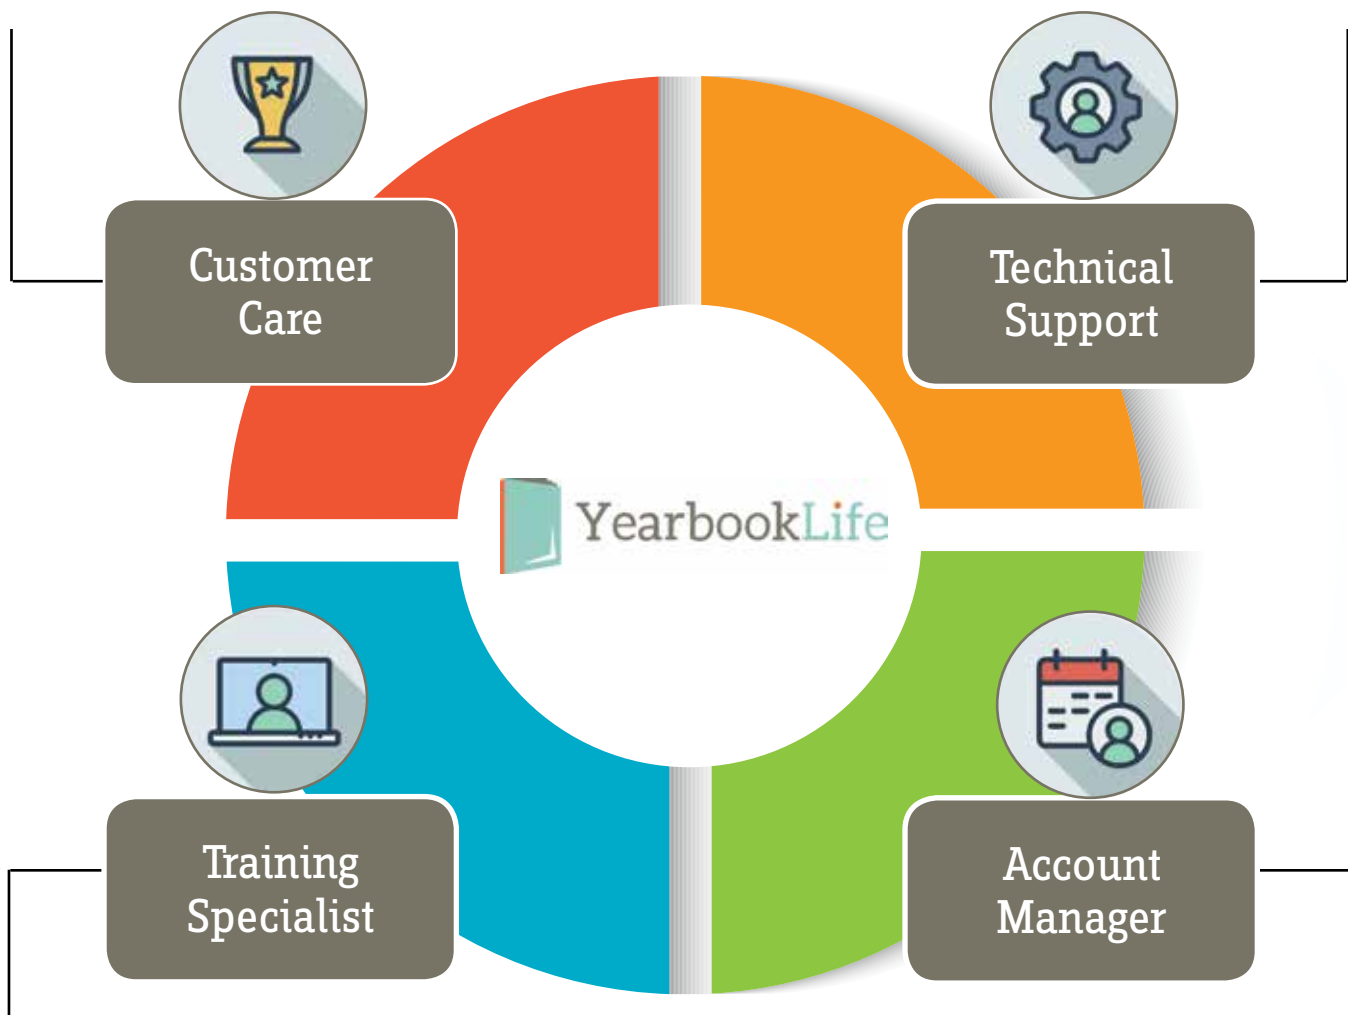 Customer
Care
Technical
Support
YearbookLife
Training
Specialist
Account
Manager